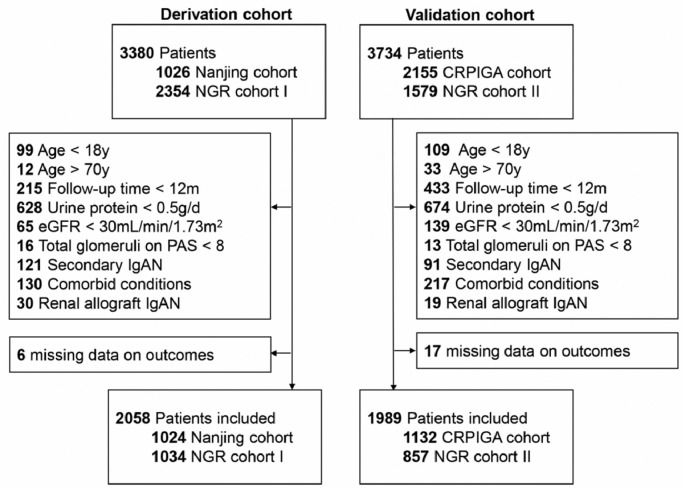 Derivation cohort
3380 Patients
1026 Nanjing cohort
2354 NGR cohort I
99 Age < 18y
12 Age > 70y
215 Follow-up time < 12m
628 Urine protein < 0.5g/d
65 eGFR < 30mL/min/1.73m²
16 Total glomeruli on PAS < 8
121 Secondary IgAN
130 Comorbid conditions
30 Renal allograft IgAN
6 missing data on outcomes
2058 Patients included
1024 Nanjing cohort
1034 NGR cohort I
Validation cohort
3734 Patients
2155 CRPIGA cohort
1579 NGR cohort II
109 Age < 18y
33 Age > 70y
433 Follow-up time < 12m
674 Urine protein < 0.5g/d
139 eGFR < 30mL/min/1.73m²
13 Total glomeruli on PAS < 8
91 Secondary IgAN
217 Comorbid conditions
19 Renal allograft IgAN
17 missing data on outcomes
1989 Patients included
1132 CRPIGA cohort
857 NGR cohort II